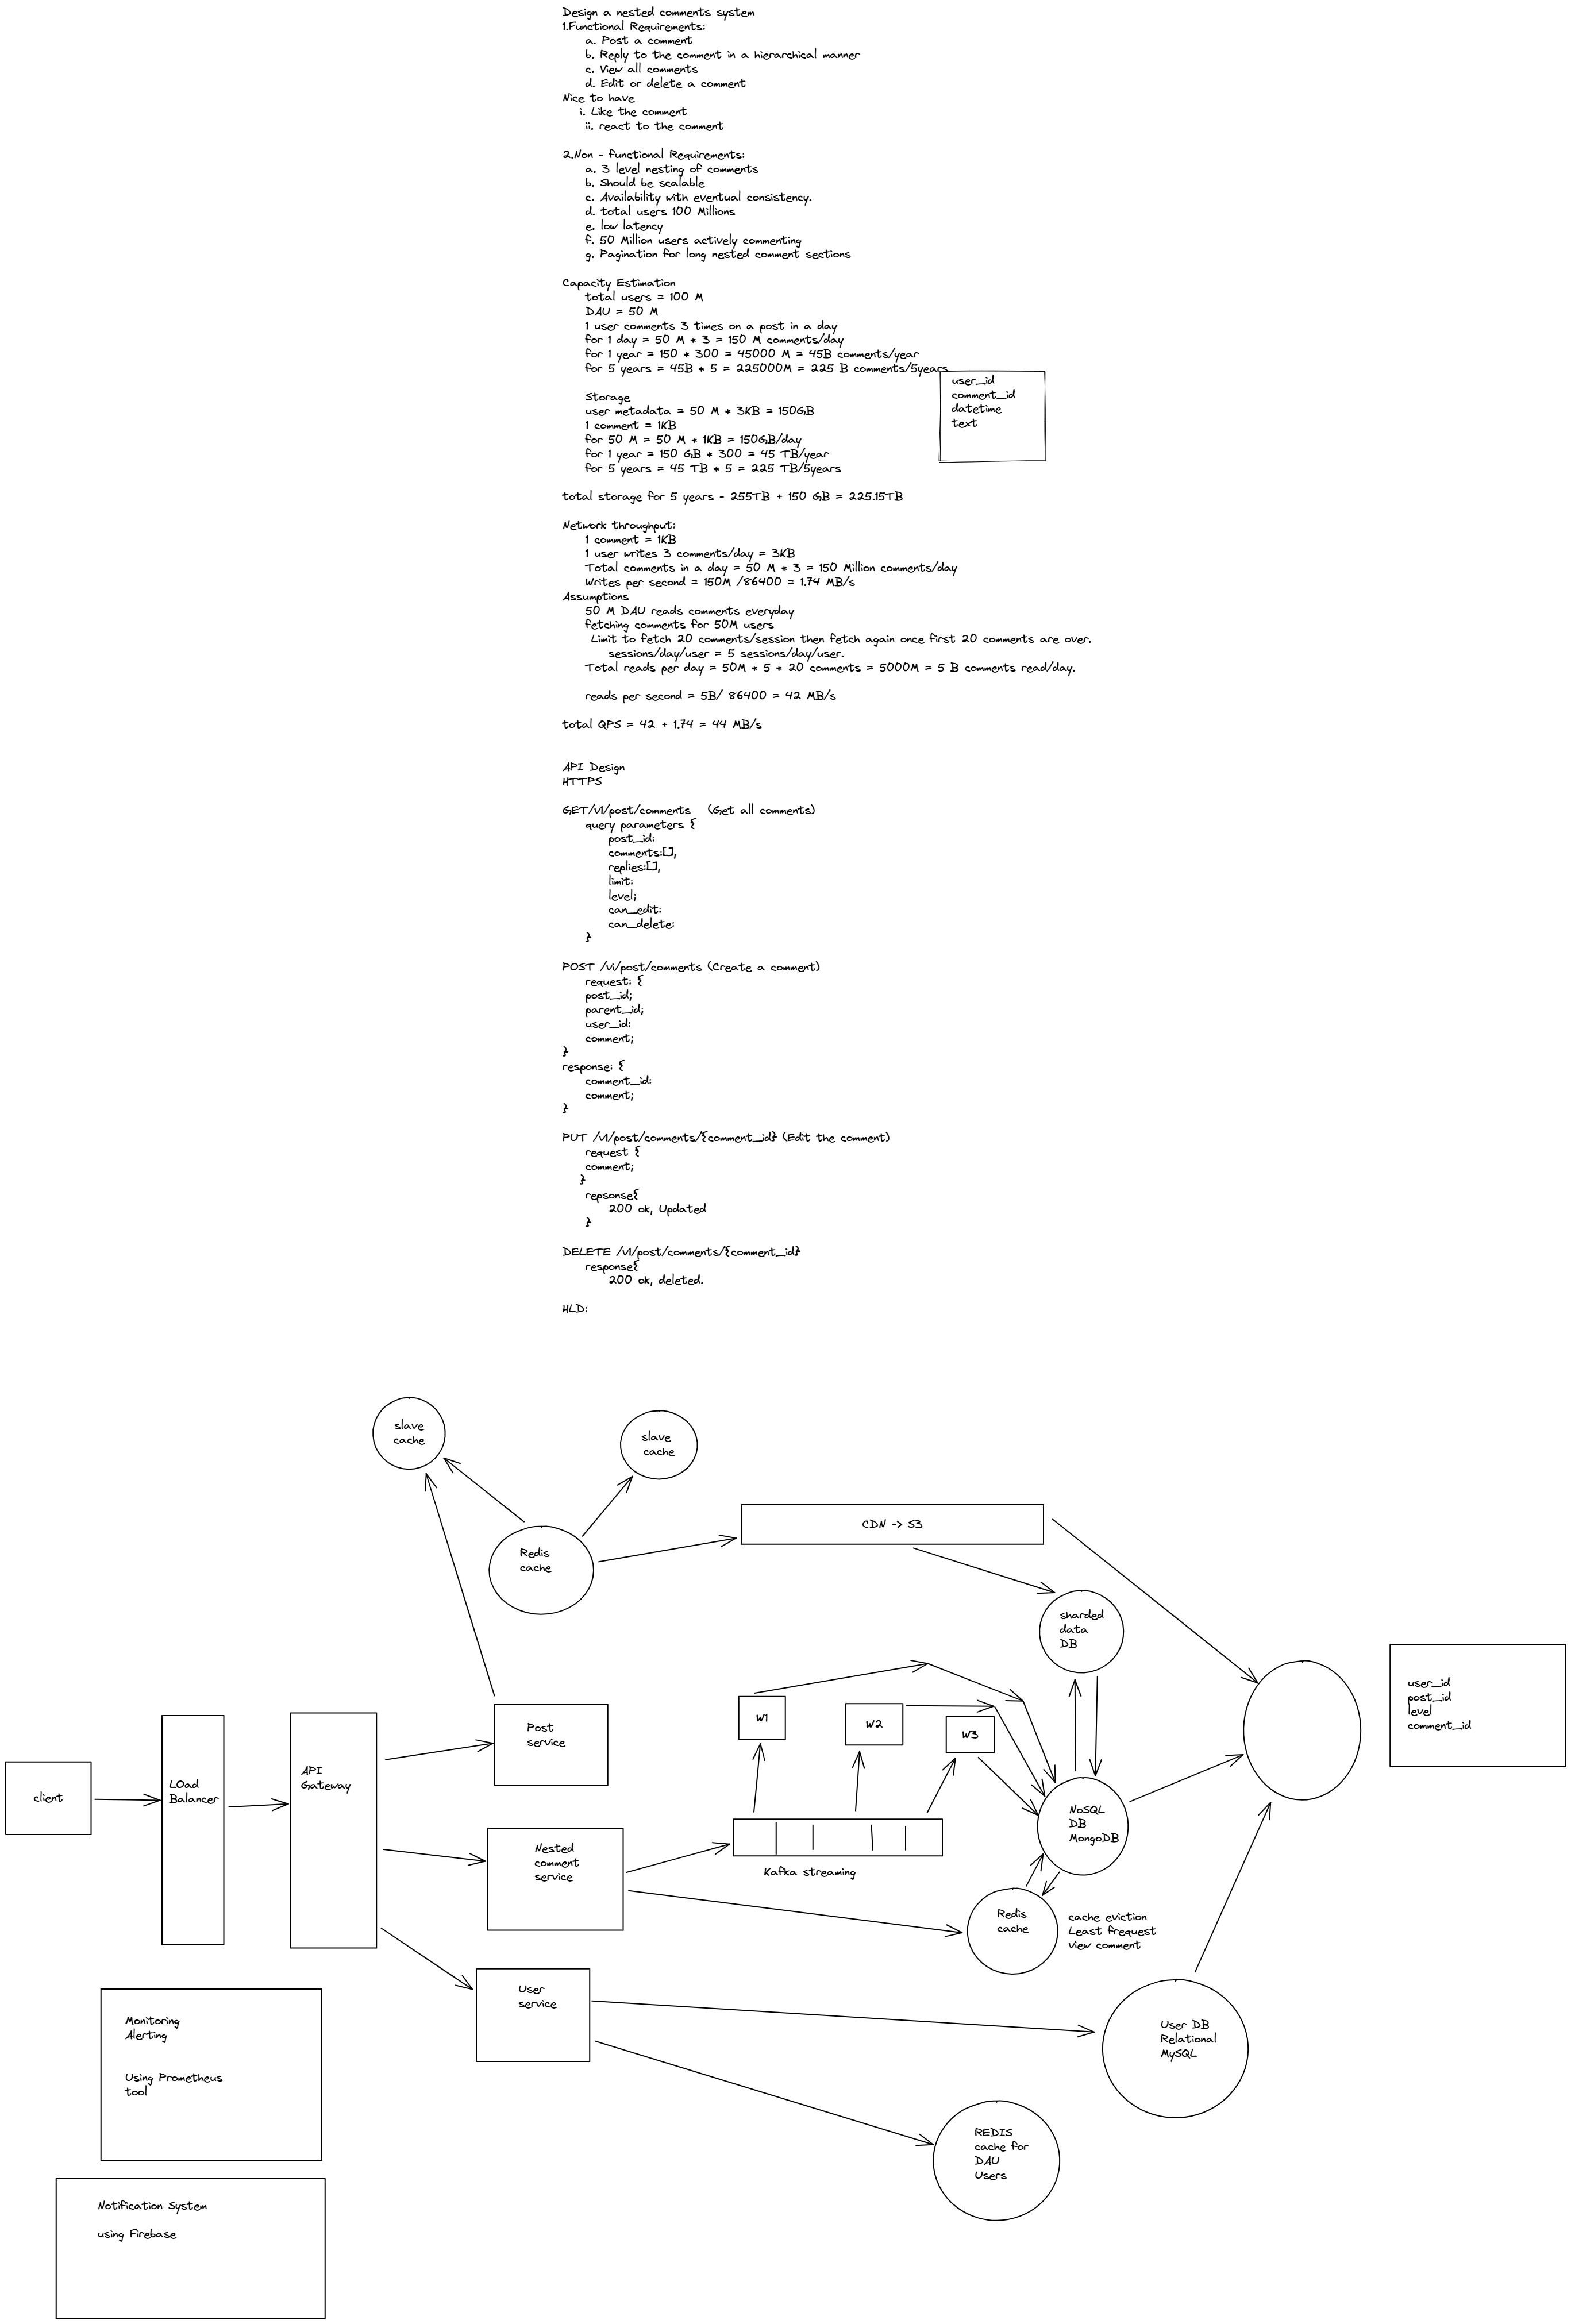 Design a nested comments system
1.Functional Requirements:
a. Post a comment
b. Reply to the comment in a hierarchical manner
c. View all comments
d. Edit or delete a comment
Nice to have
i. Like the comment
ii. react to the comment
2.Non - functional Requirements:
a. 3 level nesting of comments
b. Should be scalable
c. Availability with eventual consistency.
d. total users 100 Millions
e. low latency
f. 50 Million users actively commenting
g. Pagination for long nested comment sections
Capacity Estimation
total users = 100 M
DAU = 50 M
1 user comments 3 times on a post in a day
for 1 day = 50 M * 3 = 150 M comments/day
for 1 year = 150 * 300 = 45000 M = 45B comments/year
for 5 years = 45B * 5 = 225000M = 225 B comments/5years
user_id
comment_id
datetime
text
Storage
user metadata = 50 M * 3KB = 150GB
1 comment = 1KB
for 50 M = 50 M * 1KB = 150GB/day
for 1 year = 150 GB * 300 = 45 TB/year
for 5 years = 45 TB * 5 = 225 TB/5years
total storage for 5 years - 255TB + 150 GB = 225.15TB
Network throughput:
1 comment = 1KB
1 user writes 3 comments/day = 3KB
Total comments in a day = 50 M * 3 = 150 Million comments/day
Writes per second = 150M /86400 = 1.74 MB/s
Assumptions
50 M DAU reads comments everyday
fetching comments for 50M users
Limit to fetch 20 comments/session then fetch again once first 20 comments are over.
sessions/day/user = 5 sessions/day/user.
Total reads per day = 50M * 5 * 20 comments = 5000M = 5 B comments read/day.
reads per second = 5B/ 86400 = 42 MB/s
total QPS = 42 + 1.74 = 44 MB/s
API Design
HTTPS
GET/v1/post/comments (Get all comments)
query parameters {
post_id:
comments:[],
replies:[],
limit:
level;
can_edit:
can_delete:
}
POST /vi/post/comments (Create a comment)
request: {
post_id;
parent_id;
user_id:
comment;
}
response: {
comment_id:
comment;
}
PUT /v1/post/comments/{comment_id} (Edit the comment)
request {
comment;
}
repsonse{
200 ok, Updated
}
DELETE /v1/post/comments/{comment_id}
response{
200 ok, deleted.
HLD:
slave
cache
slave
cache
Redis
cache
CDN -> S3
sharded
data
DB
user_id
post_id
level
comment_id
Post
service
W1
W2
W3
client
LOad
Balancer
API
Gateway
NoSQL
DB
MongoDB
Nested
comment
service
Kafka streaming
Redis
cache
cache eviction
Least frequest
view comment
User
service
User DB
Relational
MySQL
Monitoring
Alerting
Using Prometheus
tool
REDIS
cache for
DAU
Users
Notification System
using Firebase